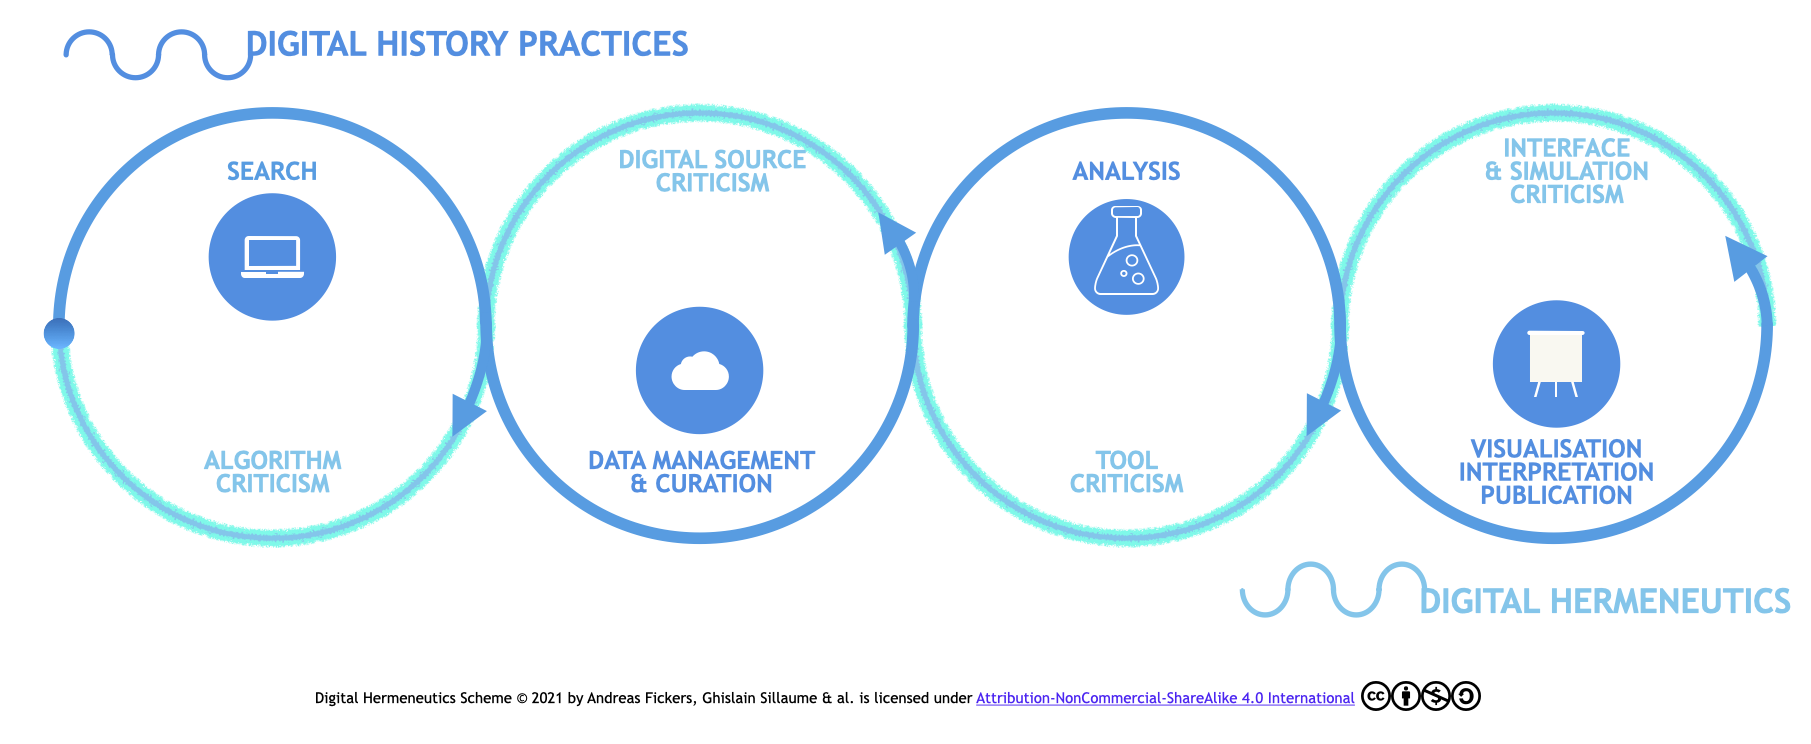 DIGITAL HISTORY PRACTICES
SEARCH
ALGORITHM
CRITICISM
DIGITAL SOURCE
CRITICISM
DATA MANAGEMENT
& CURATION
ANALYSIS
TOOL
CRITICISM
INTERFACE
& SIMULATION
CRITICISM
VISUALISATION
INTERPRETATION
PUBLICATION
DIGITAL HERMENEUTICS
Digital Hermeneutics Scheme © 2021 by Andreas Fickers, Ghislain Sillaume & al. is licensed under Attribution-NonCommercial-ShareAlike 4.0 International